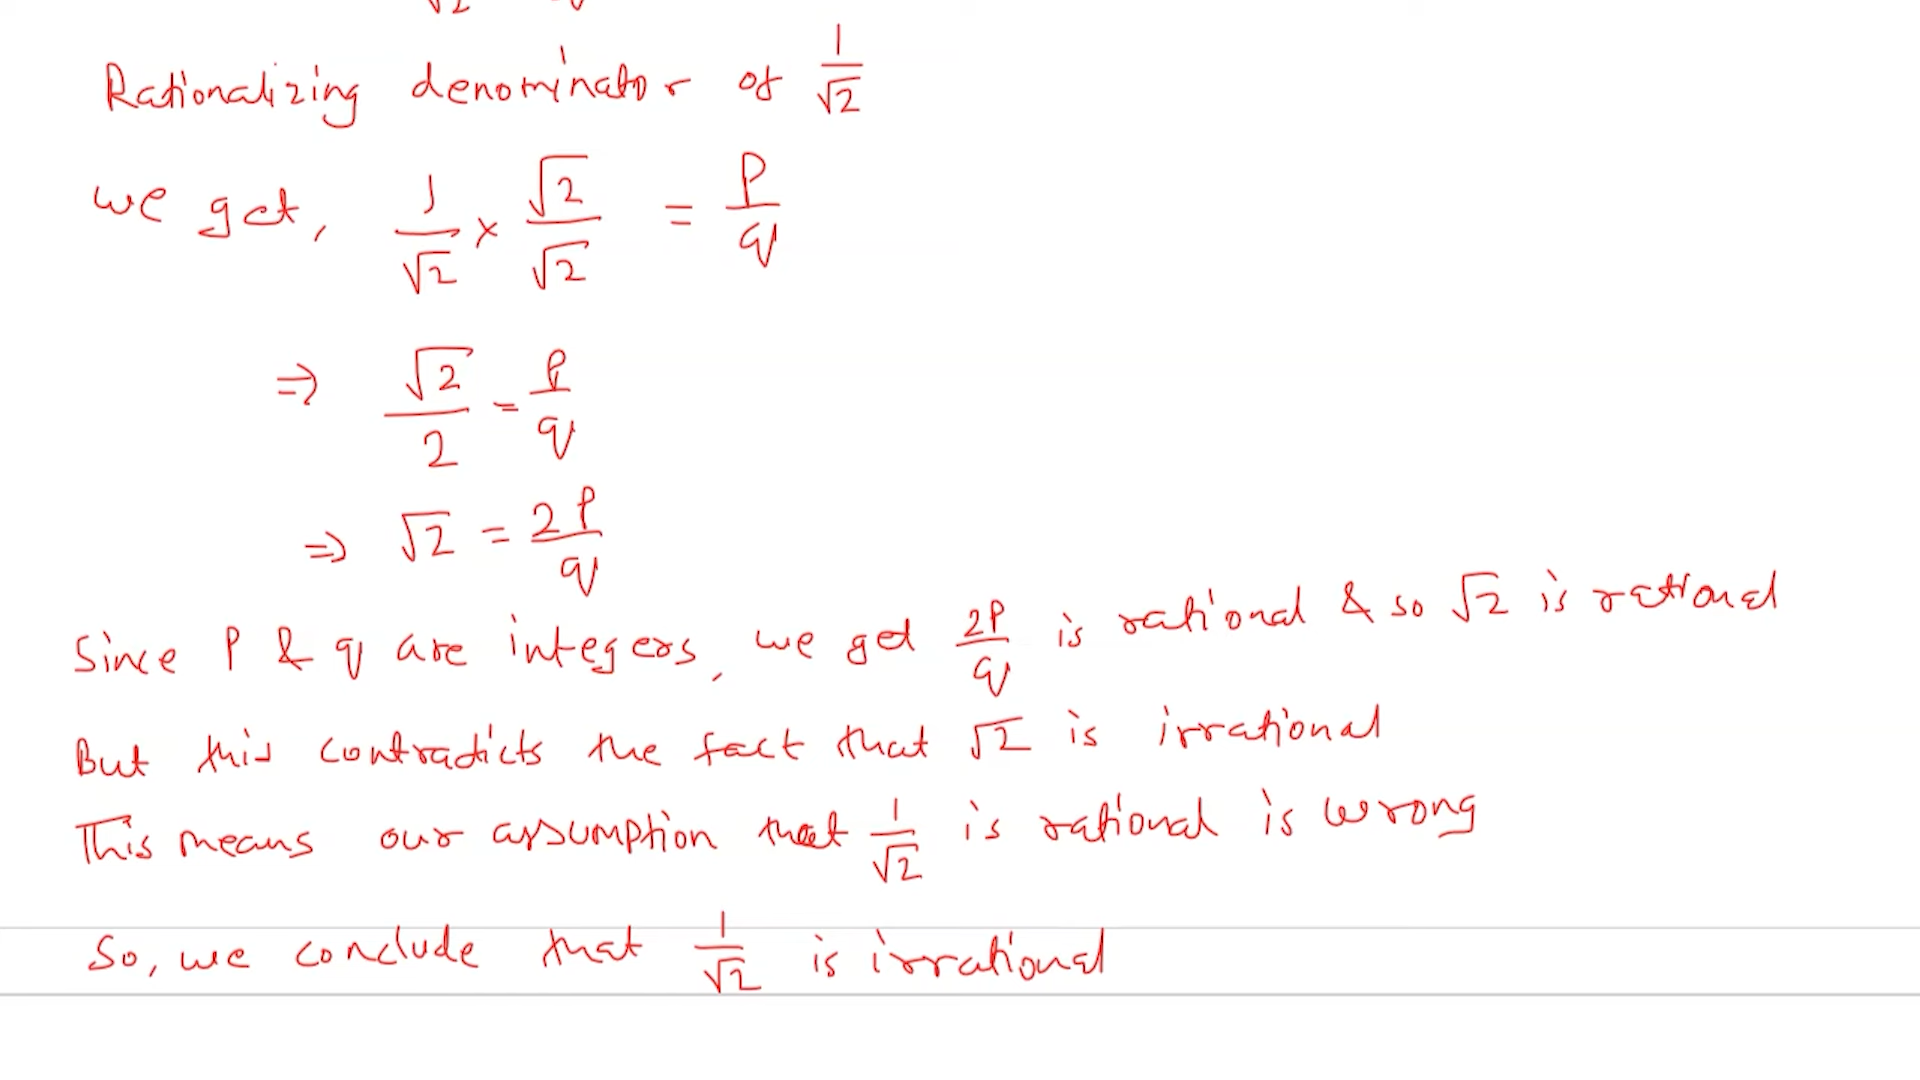 √2 q
Rationalizing denominator of 1/√2
we get, 1/√2 × √2/√2 = P/q
⇒ √2/2 = P/q
⇒ √2 = 2P/q
Since P & q are integers, we get 2P/q is rational & so √2 is rational
But this contradicts the fact that √2 is irrational
This means our assumption that 1/√2 is rational is wrong
So, we conclude that 1/√2 is irrational